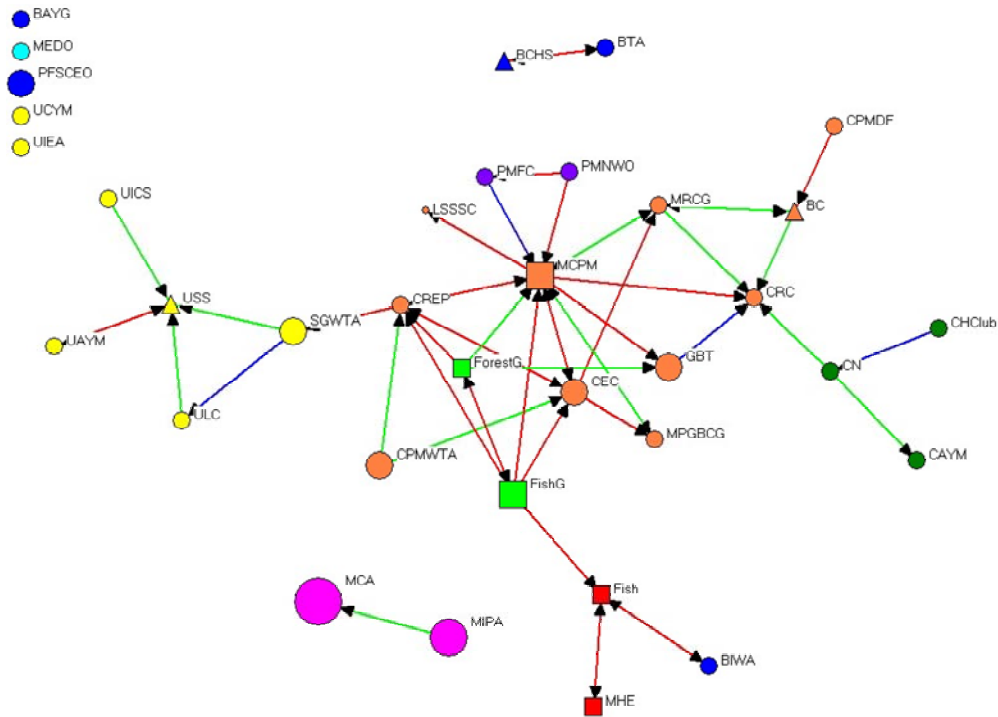 BAYG
MEDO
PFSCEO
UCYM
UIEA
BCHS
BTA
CPMDF
PMFC
PMNWO
UICS
LSSSC
MRCG
BC
MCPM
USS
CREP
CRC
SGWTA
UAYM
CHClub
ForestG
GBT
CN
CEC
ULC
MPGBCG
CPMWTA
CAYM
FishG
MCA
Fish
MIPA
BIWA
MHE